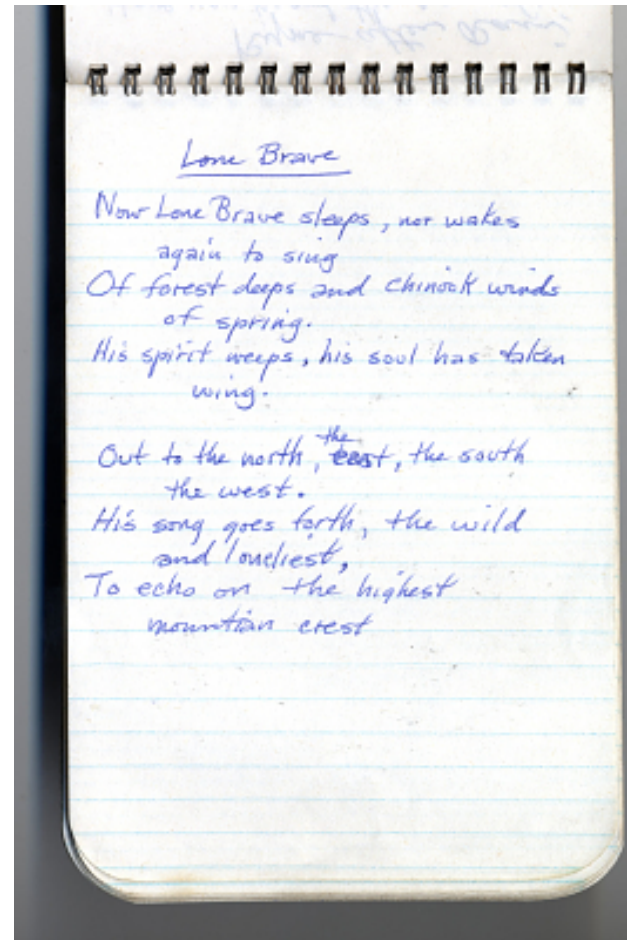 Lone Brave
Now Lone Brave sleeps, nor wakes
again to sing
Of forest deeps and chinook winds
of spring.
His spirit weeps, his soul has taken
wing.
Out to the north, the east, the south
the west.
His song goes forth, the wild
and loneliest,
To echo on the highest
mountian crest